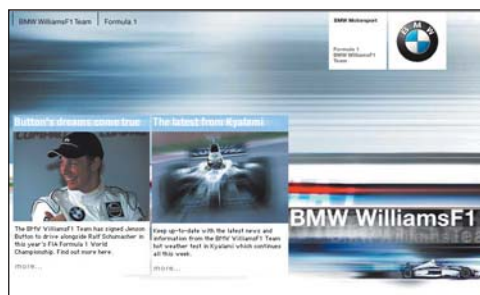 BMW WilliamsF1 Team | Formula 1
BMW Motorsport
Formula 1
BMW WilliamsF1
Team
BMW
Button's dreams come true
The latest from Kyalami
The BMW WilliamsF1 Team has signed Jenson
Button to drive alongside Ralf Schumacher in
this year's FIA Formula 1 World
Championship. Find out more here.
more...
Keep up-to-date with the latest news and
information from the BMW WilliamsF1 Team
hot weather test in Kyalami which continues
all this week.
more...
BMW WilliamsF1